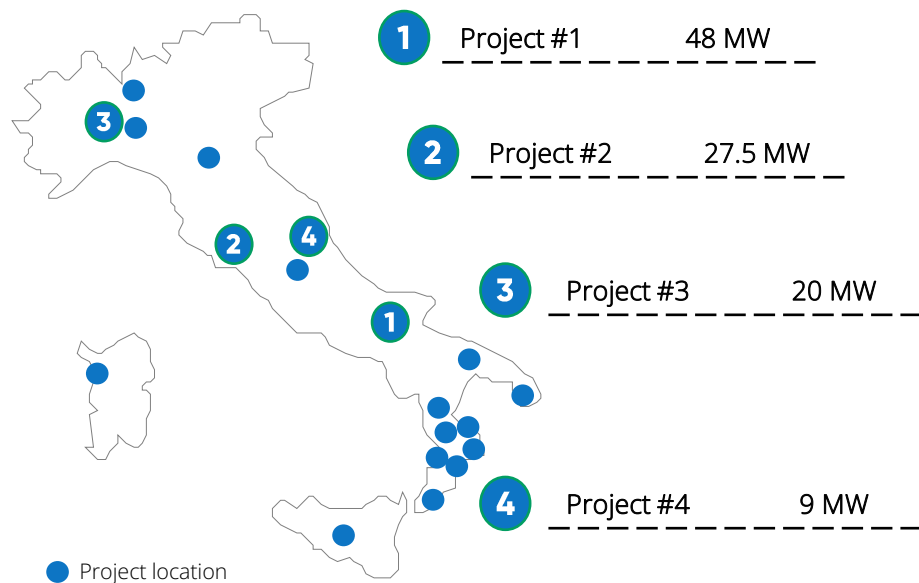 1 Project #1 48 MW
2 Project #2 27.5 MW
3
2
4
3 Project #3 20 MW
1
4 Project #4 9 MW
Project location